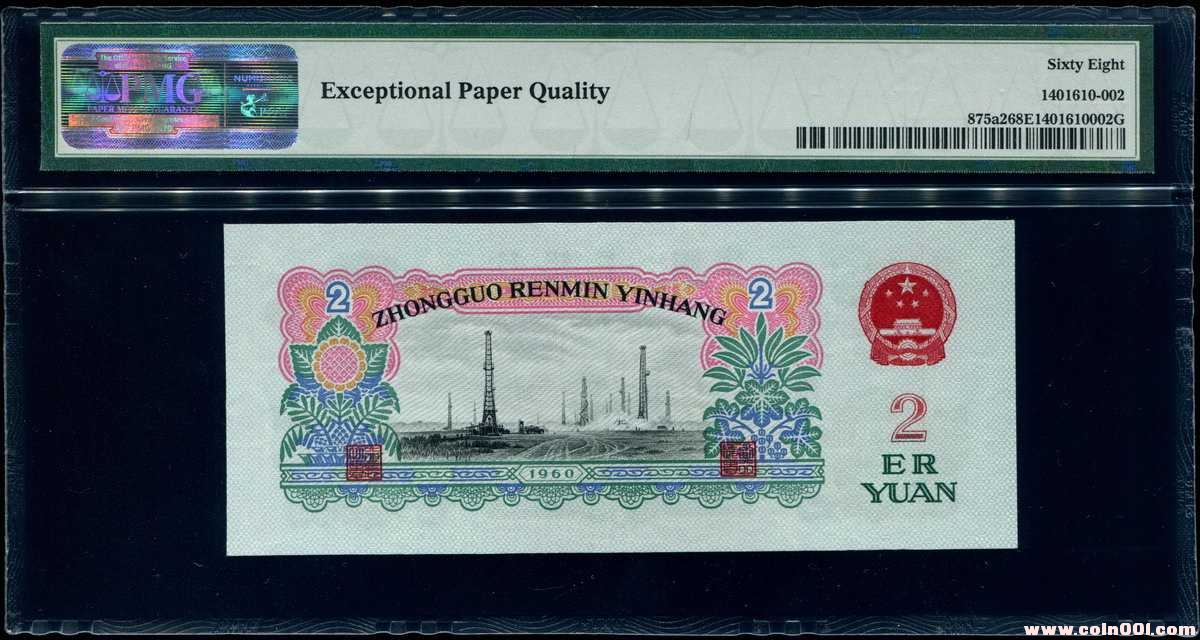 PMG
Exceptional Paper Quality
Sixty Eight
1401610-002
875a268E1401610002G
ZHONGGUO RENMIN YINHANG
2
2
1960
2
ER
YUAN
www.coin001.com